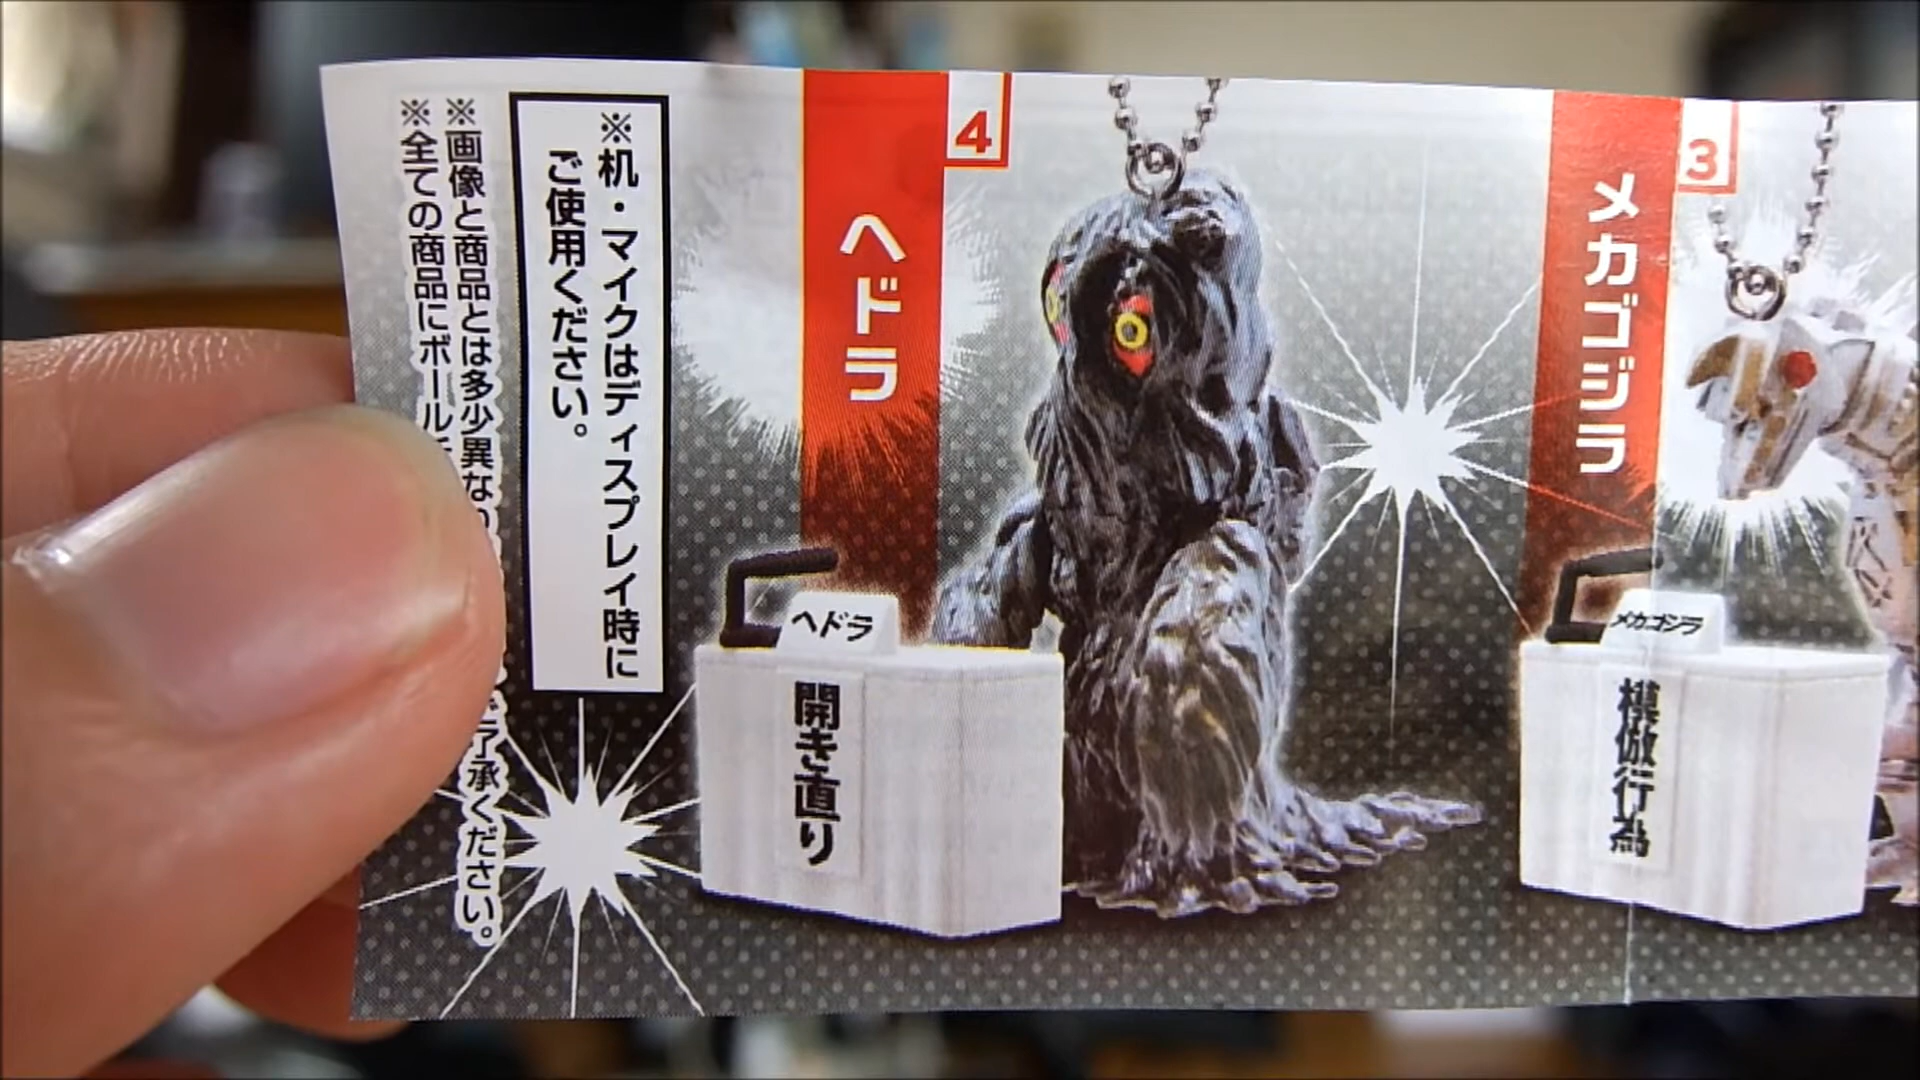 3
メカゴジラ
メカゴジラ
模倣行為
4
ヘドラ
ヘドラ
開き直り
※机・マイクはディスプレイ時に
ご使用ください。
※画像と商品とは多少異な
ご了承ください。
※全ての商品にボール